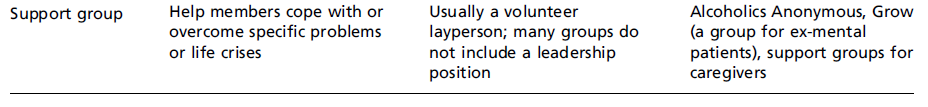 Support group
Help members cope with or
overcome specific problems
or life crises
Usually a volunteer
layperson; many groups do
not include a leadership
position
Alcoholics Anonymous, Grow
(a group for ex-mental
patients), support groups for
caregivers